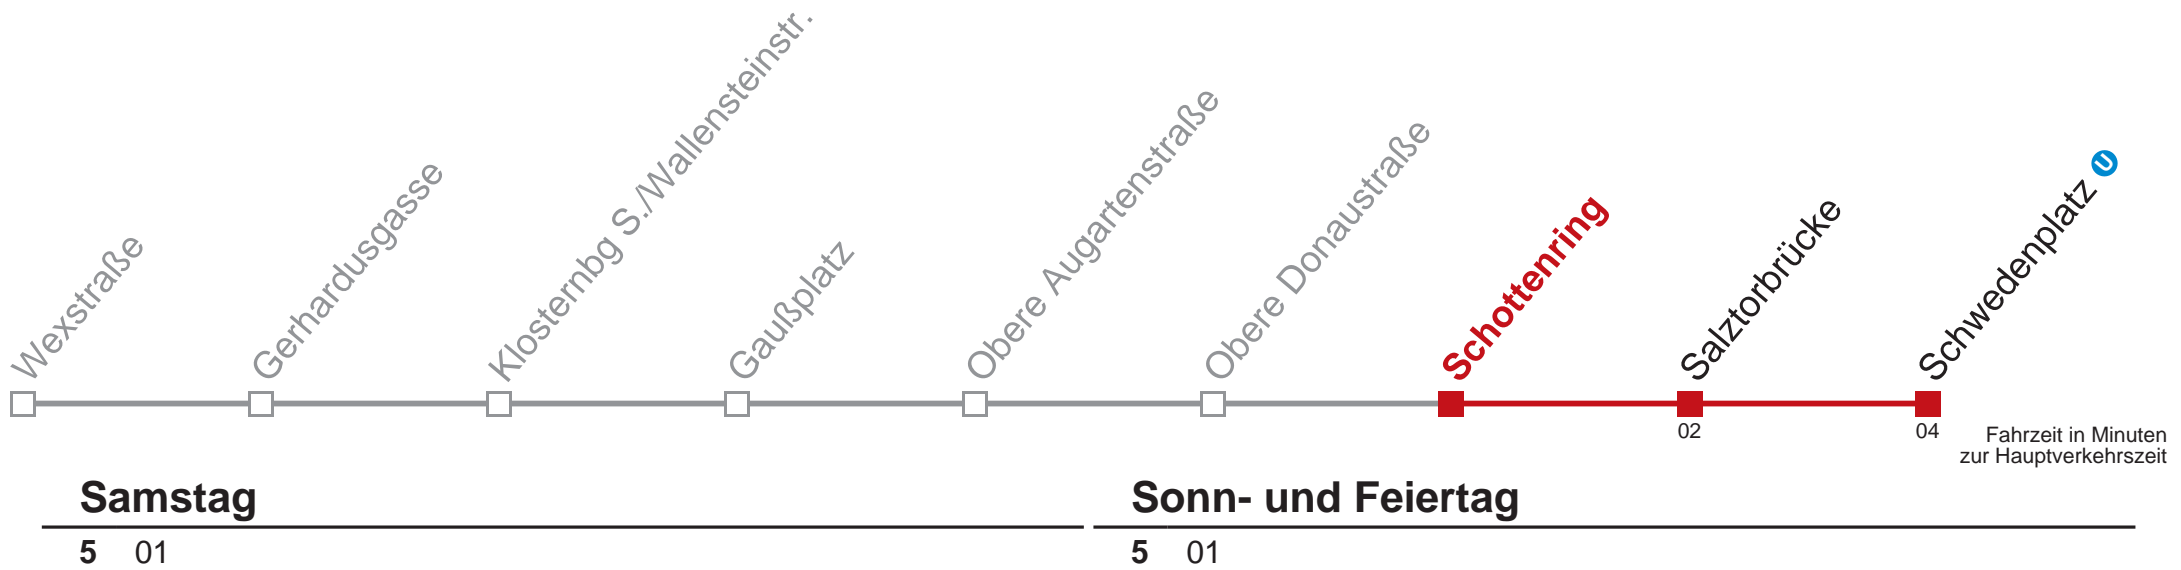 Wexstraße
Gerhardusgasse
Klosternbg S./Wallensteinstr.
Gaußplatz
Obere Augartenstraße
Obere Donaustraße
Schottenring
Salztorbrücke
Schwedenplatz U
02
04
Fahrzeit in Minuten
zur Hauptverkehrszeit
Samstag
5 01
Sonn- und Feiertag
5 01